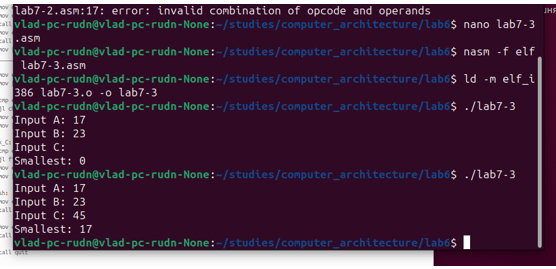 lab7-2.asm:17: error: invalid combination of opcode and operands
vlad-pc-rudn@vlad-pc-rudn-None:~/studies/computer_architecture/lab6$ nano lab7-3
.asm
vlad-pc-rudn@vlad-pc-rudn-None:~/studies/computer_architecture/lab6$ nasm -f elf
lab7-3.asm
vlad-pc-rudn@vlad-pc-rudn-None:~/studies/computer_architecture/lab6$ ld -m elf_i
386 lab7-3.o -o lab7-3
vlad-pc-rudn@vlad-pc-rudn-None:~/studies/computer_architecture/lab6$ ./lab7-3
Input A: 17
Input B: 23
Input C:
Smallest: 0
vlad-pc-rudn@vlad-pc-rudn-None:~/studies/computer_architecture/lab6$ ./lab7-3
Input A: 17
Input B: 23
Input C: 45
Smallest: 17
vlad-pc-rudn@vlad-pc-rudn-None:~/studies/computer_architecture/lab6$
call quit